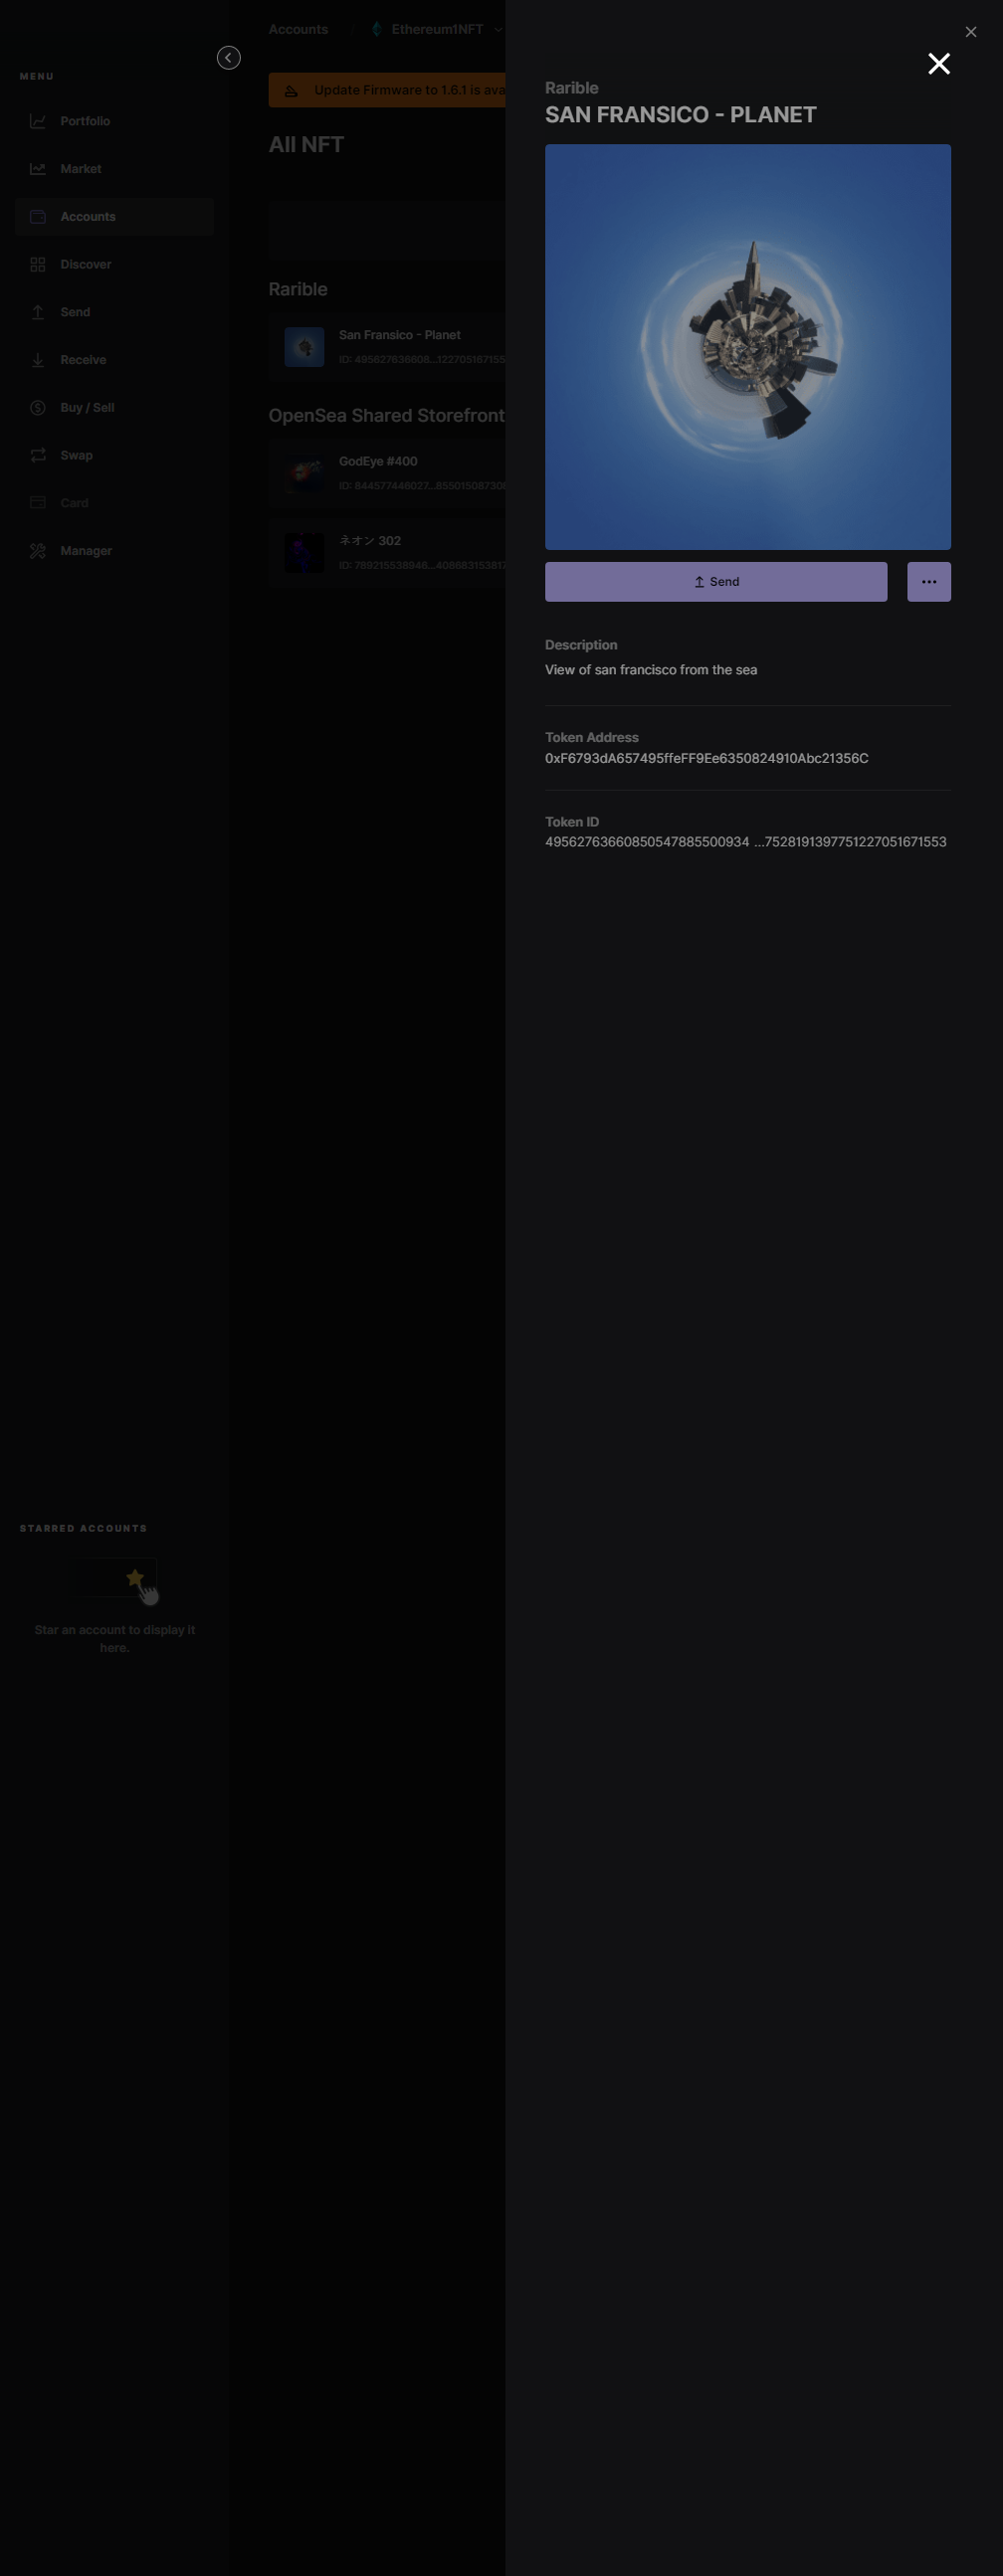 MENU
Portfolio
Market
Accounts
Discover
Send
Receive
Buy / Sell
Swap
Card
Manager
STARRED ACCOUNTS
Star an account to display it
here.
Accounts
Ethereum1NFT
Update Firmware to 1.6.1 is ava
All NFT
Rarible
San Fransico - Planet
ID: 495627636608...122705167155
OpenSea Shared Storefront
GodEye #400
ID: 844577446027...85501508730
ネオン 302
ID: 789215538946...408683153817
Rarible
SAN FRANSICO - PLANET
Send
Description
View of san francisco from the sea
Token Address
0xF6793dA657495ffeFF9Ee6350824910Abc21356C
Token ID
49562763660850547885500934 ...7528191397751227051671553